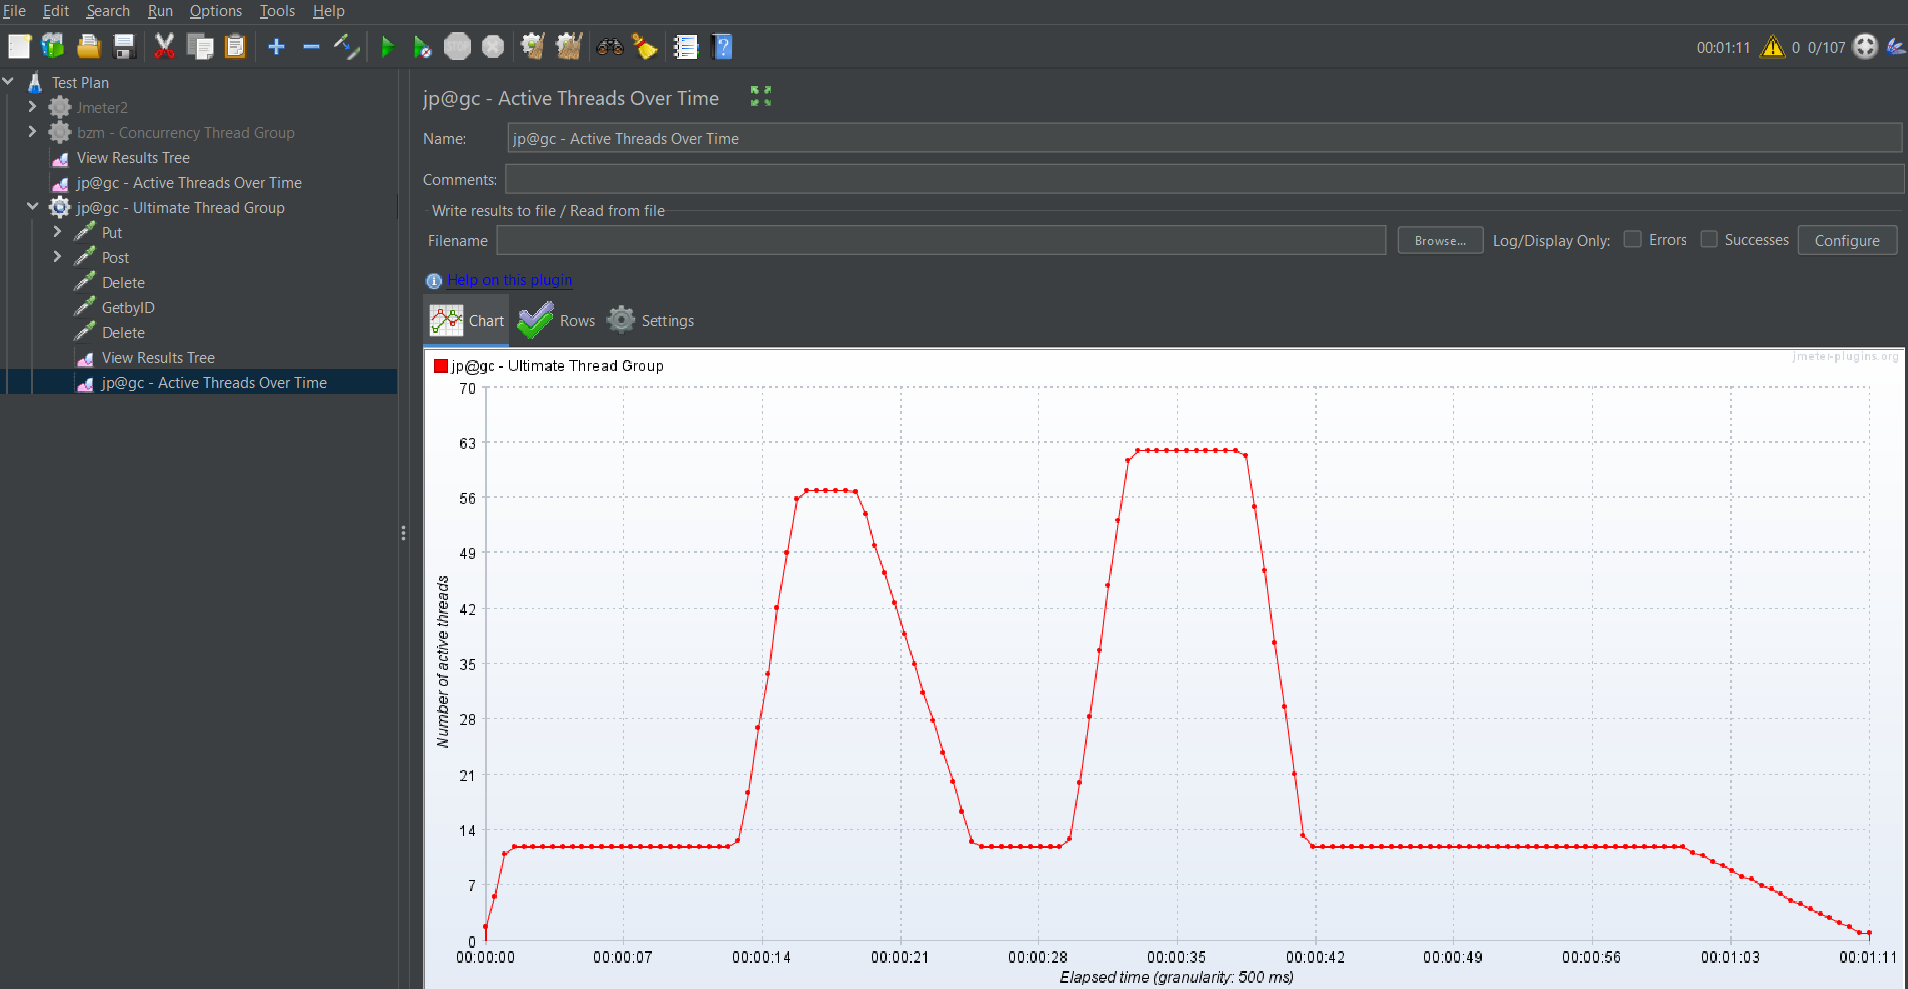 File Edit Search Run Options Tools Help
STOP
00:01:11 0 0/107
Test Plan
Jmeter2
bzm - Concurrency Thread Group
View Results Tree
jp@gc - Active Threads Over Time
jp@gc - Ultimate Thread Group
Put
Post
Delete
GetbyID
Delete
View Results Tree
jp@gc - Active Threads Over Time
jp@gc - Active Threads Over Time
Name: jp@gc - Active Threads Over Time
Comments:
Write results to file / Read from file
Filename Browse... Log/Display Only: Errors Successes Configure
Help on this plugin
Chart Rows Settings
jp@gc - Ultimate Thread Group
jmeter-plugins.org
70
63
56
49
42
35
28
21
14
7
0
Number of active threads
00:00:00 00:00:07 00:00:14 00:00:21 00:00:28 00:00:35 00:00:42 00:00:49 00:00:56 00:01:03 00:01:11
Elapsed time (granularity: 500 ms)